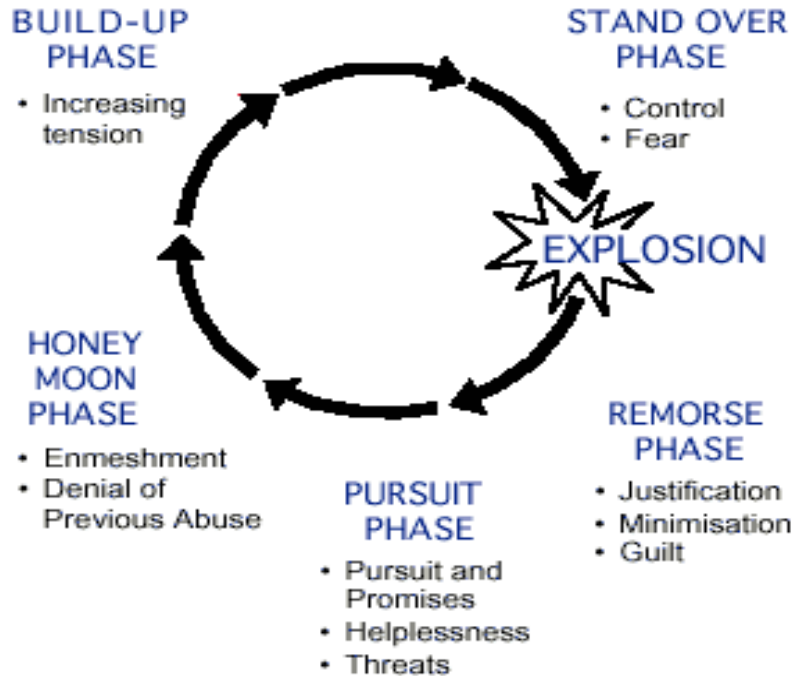 BUILD-UP
PHASE
• Increasing
tension
STAND OVER
PHASE
• Control
• Fear
EXPLOSION
REMORSE
PHASE
• Justification
• Minimisation
• Guilt
PURSUIT
PHASE
• Pursuit and
Promises
• Helplessness
• Threats
HONEY
MOON
PHASE
• Enmeshment
• Denial of
Previous Abuse